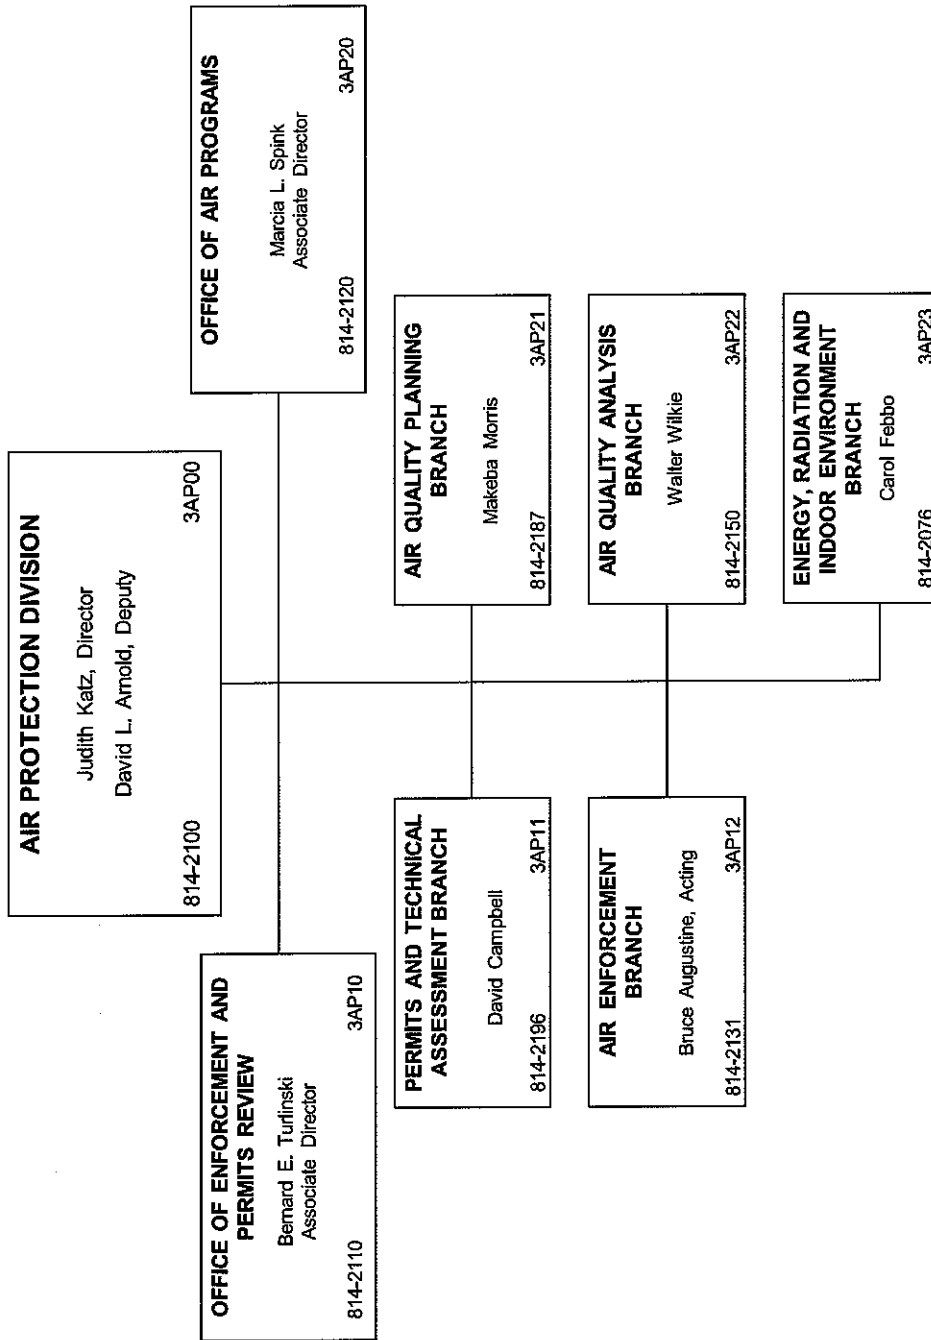 AIR PROTECTION DIVISION
Judith Katz, Director
David L. Arnold, Deputy
814-2100 3AP00
OFFICE OF ENFORCEMENT AND
PERMITS REVIEW
Bernard E. Turlinski
Associate Director
814-2110 3AP10
OFFICE OF AIR PROGRAMS
Marcia L. Spink
Associate Director
814-2120 3AP20
PERMITS AND TECHNICAL
ASSESSMENT BRANCH
David Campbell
814-2196 3AP11
AIR QUALITY PLANNING
BRANCH
Makeba Morris
814-2187 3AP21
AIR ENFORCEMENT
BRANCH
Bruce Augustine, Acting
814-2131 3AP12
AIR QUALITY ANALYSIS
BRANCH
Walter Wilkie
814-2150 3AP22
ENERGY, RADIATION AND
INDOOR ENVIRONMENT
BRANCH
Carol Febbo
814-2076 3AP23